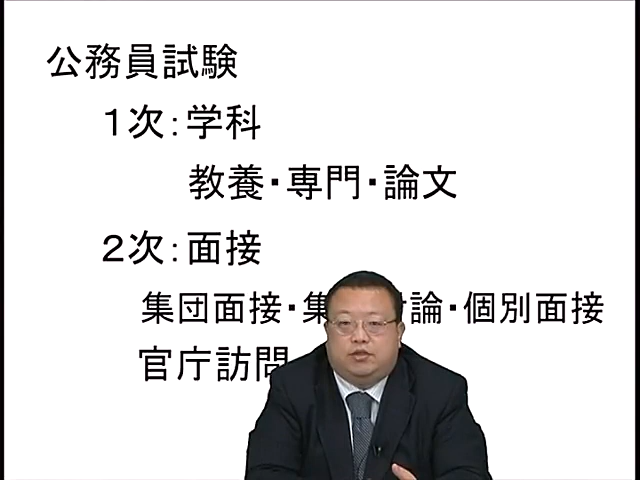 公務員試験
１次：学科
教養・専門・論文
２次：面接
集団面接・集 討論・個別面接
官庁訪問